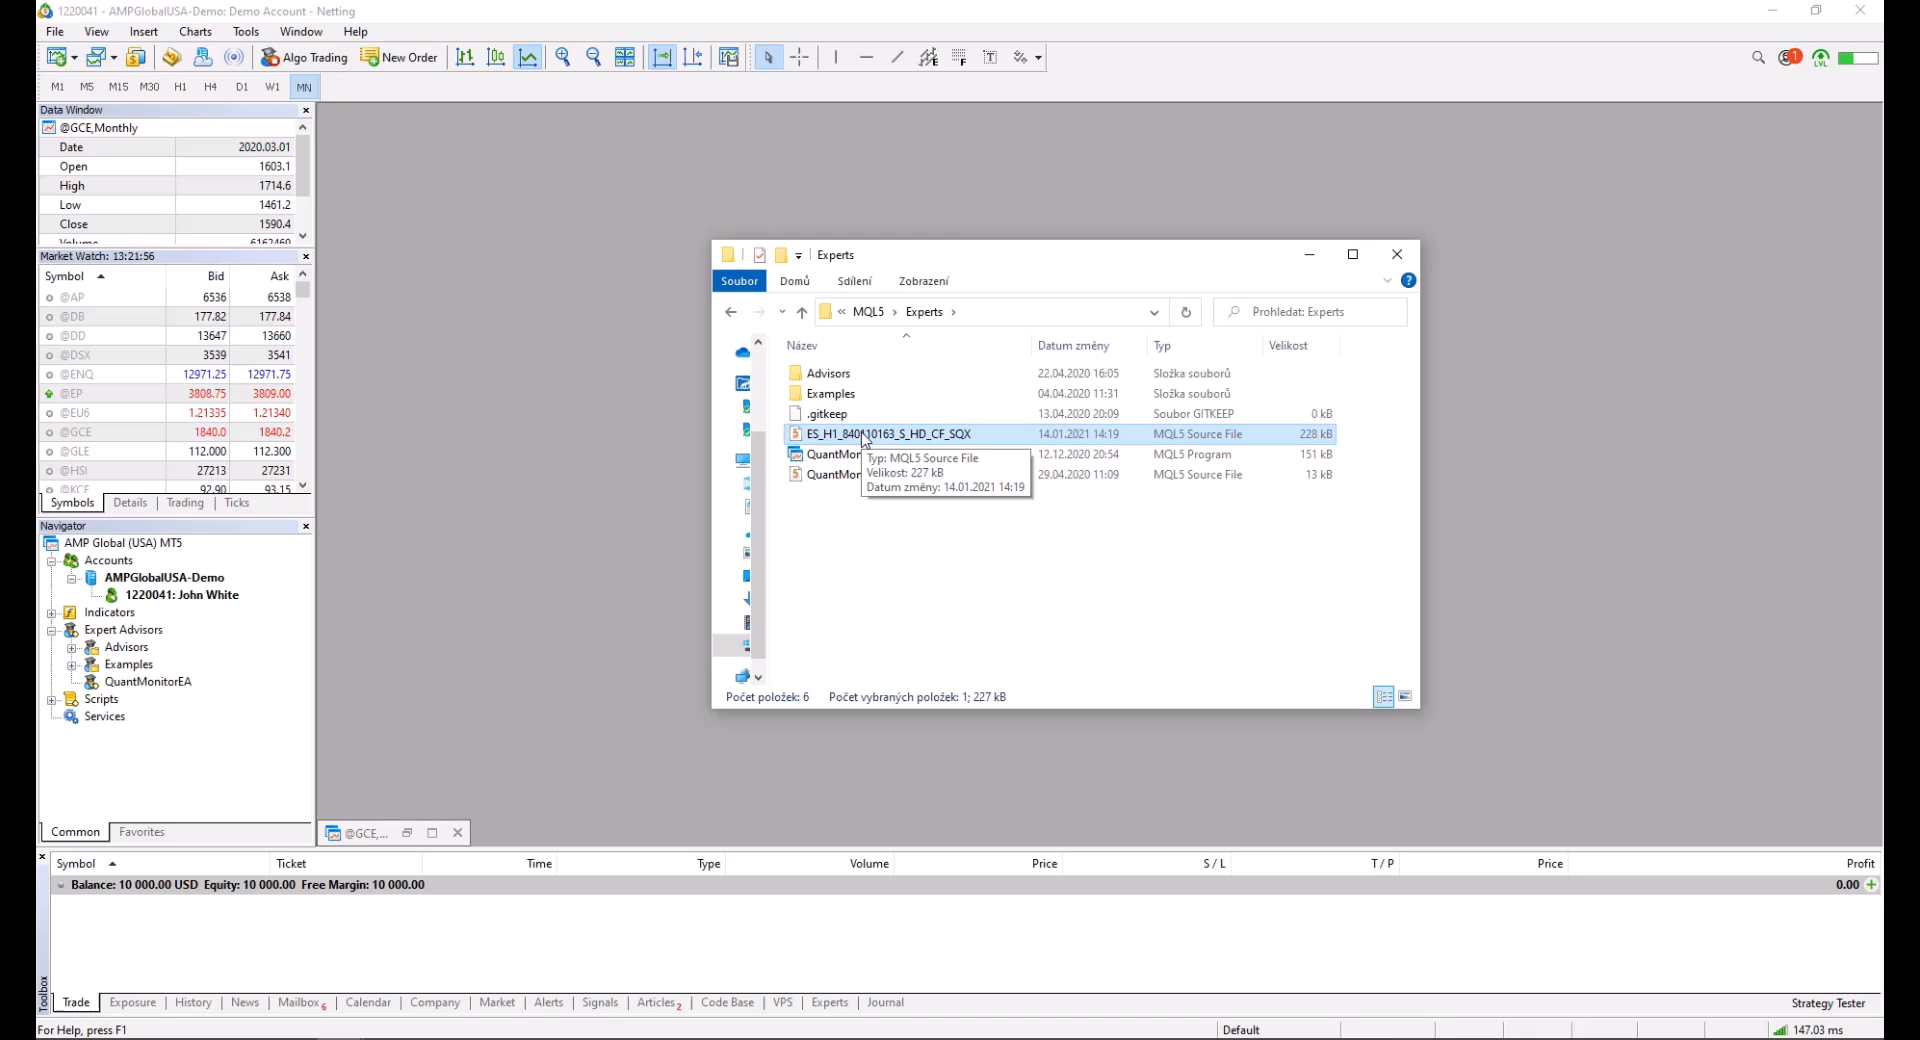 1220041 - AMPGlobalUSA-Demo: Demo Account - Netting
File View Insert Charts Tools Window Help
Algo Trading New Order
1
LVL
M1 M5 M15 M30 H1 H4 D1 W1 MN
Data Window
@GCE,Monthly
Date 2020.03.01
Open 1603.1
High 1714.6
Low 1461.2
Close 1590.4
Volume 6162460
Market Watch: 13:21:56
Symbol Bid Ask
@AP 6536 6538
@DB 177.82 177.84
@DD 13647 13660
@DSX 3539 3541
@ENQ 12971.25 12971.75
@EP 3808.75 3809.00
@EU6 1.21335 1.21340
@GCE 1840.0 1840.2
@GLE 112.000 112.300
@HSI 27213 27231
@KCE 92.90 93.15
Symbols Details Trading Ticks
Navigator
AMP Global (USA) MT5
Accounts
AMPGlobalUSA-Demo
1220041: John White
Indicators
Expert Advisors
Advisors
Examples
QuantMonitorEA
Scripts
Services
Common Favorites
Experts
Soubor Domů Sdílení Zobrazení
« MQL5 › Experts ›
Prohledat: Experts
Název Datum změny Typ Velikost
Advisors 22.04.2020 16:05 Složka souborů
Examples 04.04.2020 11:31 Složka souborů
.gitkeep 13.04.2020 20:09 Soubor GITKEEP 0 kB
ES_H1_840110163_S_HD_CF_SQX 14.01.2021 14:19 MQL5 Source File 228 kB
QuantMon 12.12.2020 20:54 MQL5 Program 151 kB
QuantMon 29.04.2020 11:09 MQL5 Source File 13 kB
Typ: MQL5 Source File
Velikost: 227 kB
Datum změny: 14.01.2021 14:19
Počet položek: 6 Počet vybraných položek: 1; 227 kB
@GCE,...
Symbol Ticket Time Type Volume Price S / L T / P Price Profit
Balance: 10 000.00 USD Equity: 10 000.00 Free Margin: 10 000.00 0.00
Toolbox
Trade Exposure History News Mailbox 6 Calendar Company Market Alerts Signals Articles 2 Code Base VPS Experts Journal
Strategy Tester
For Help, press F1
Default
147.03 ms